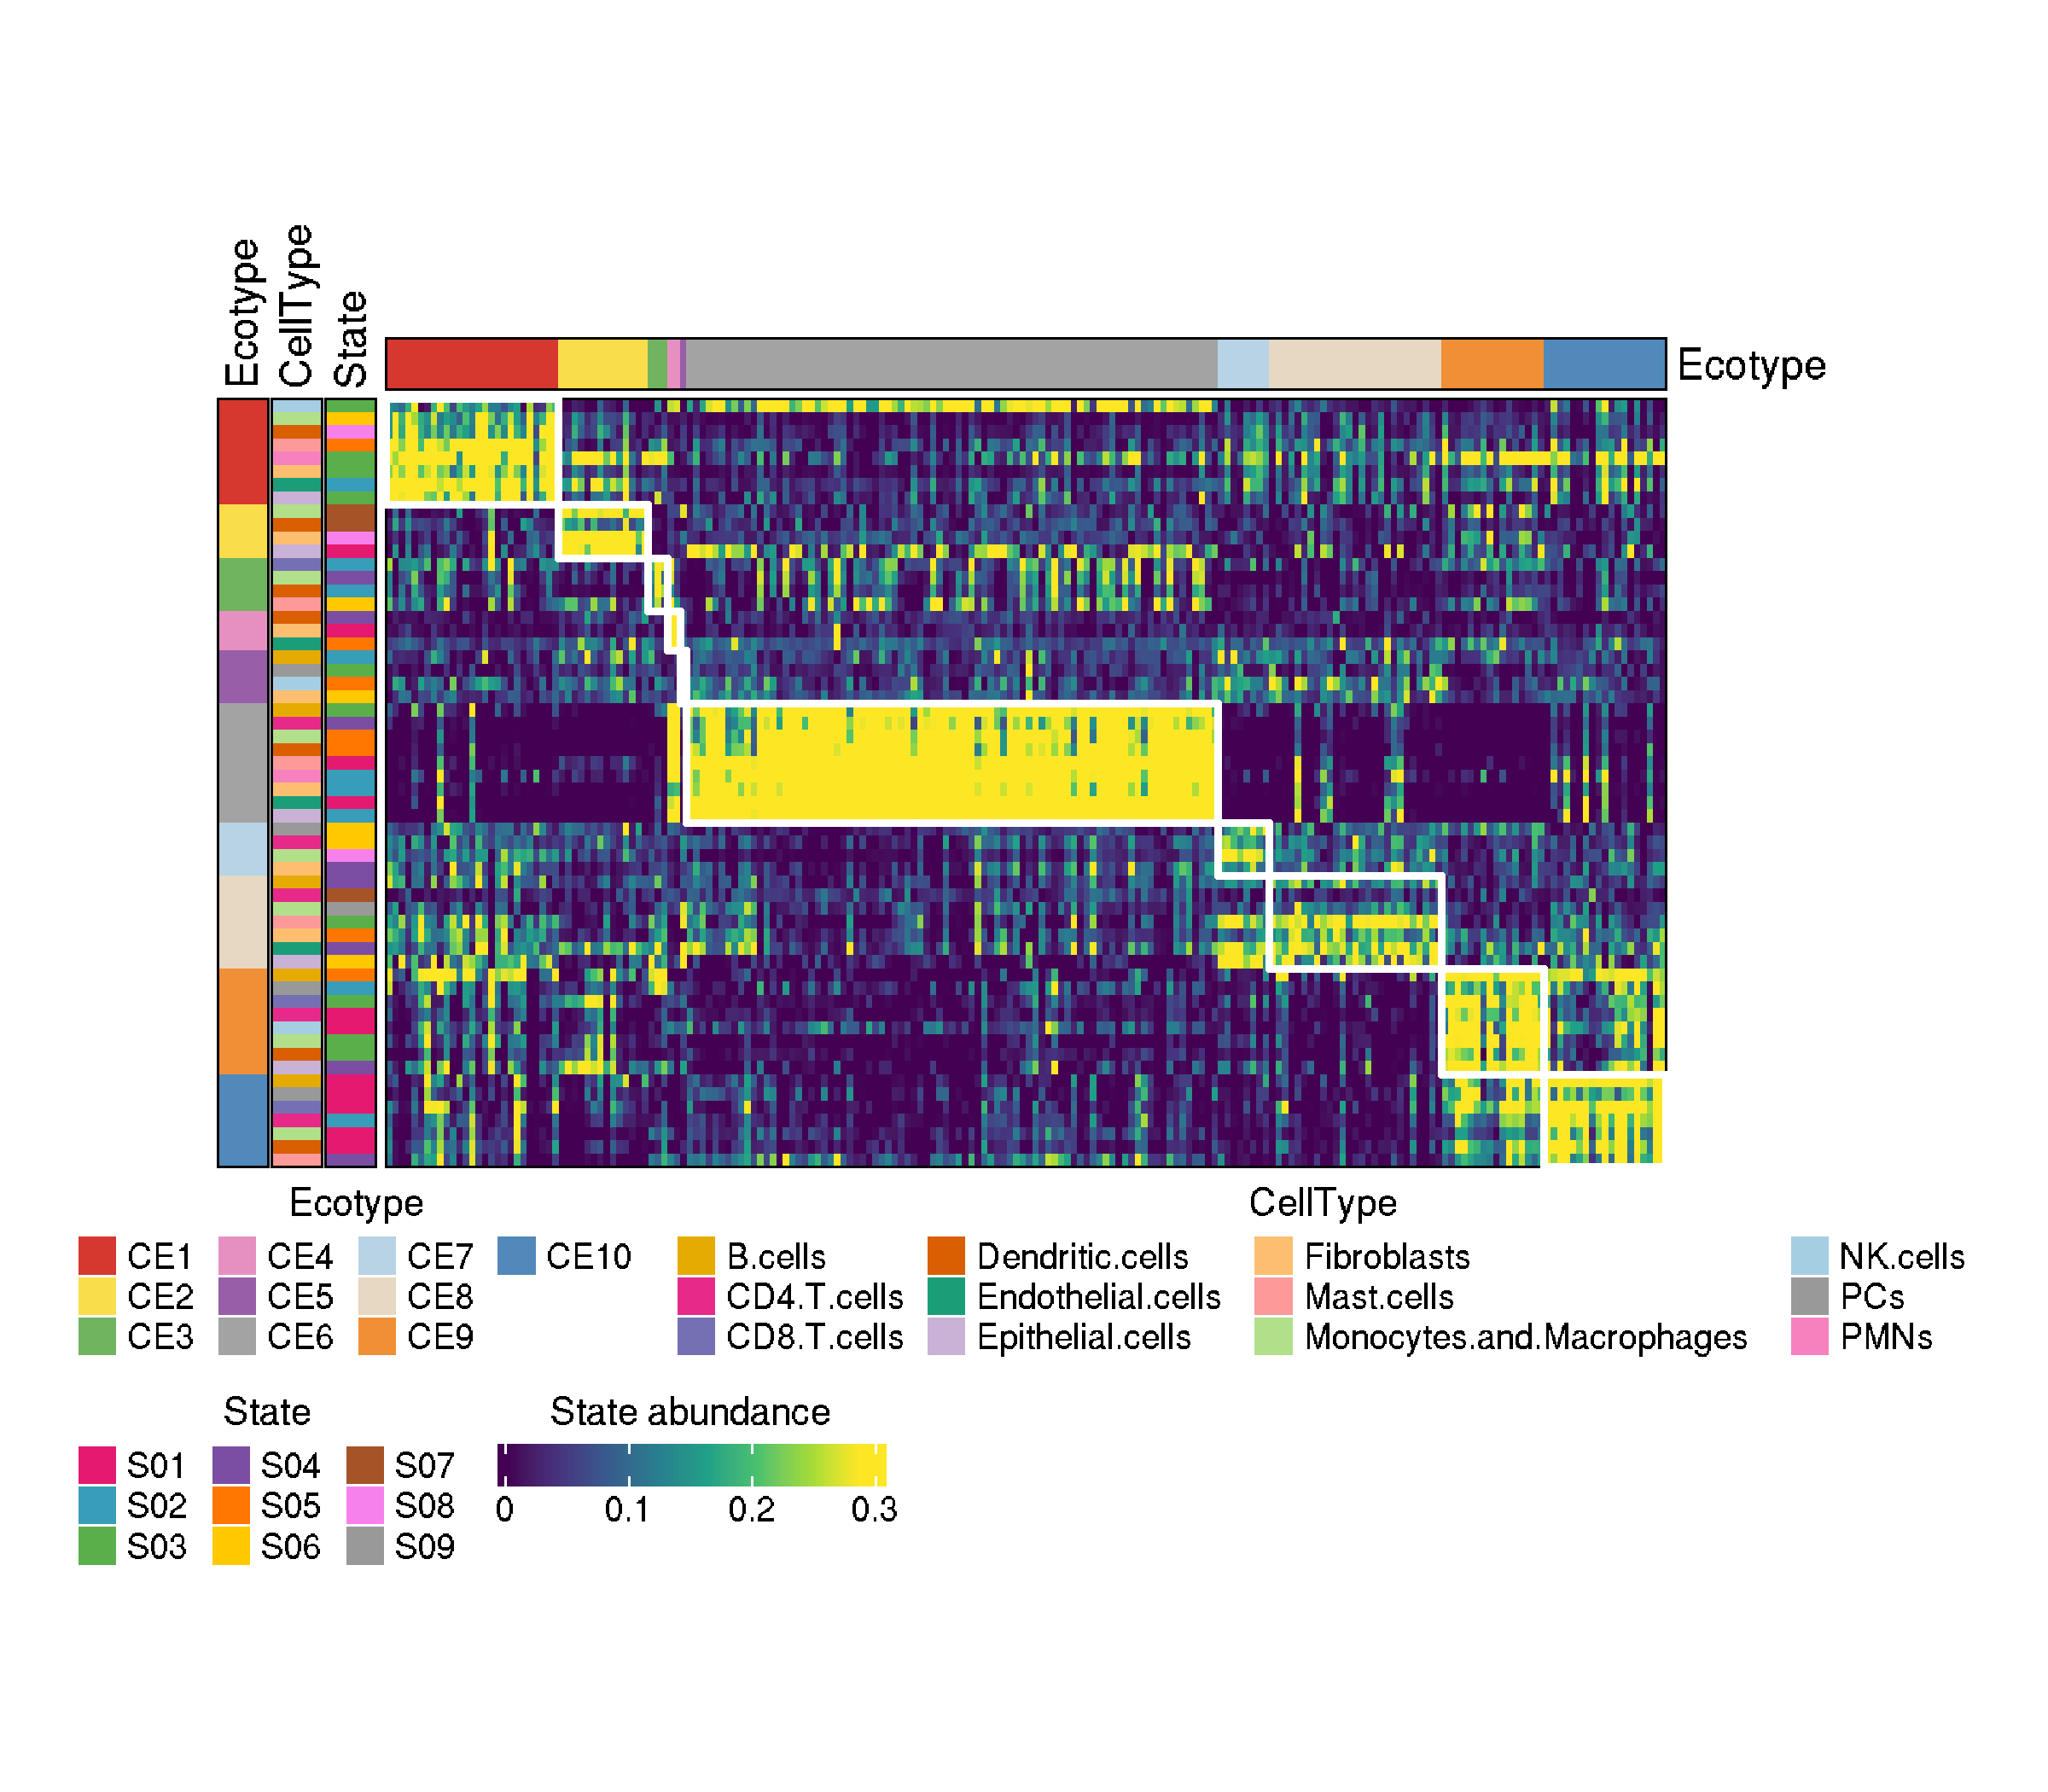 Ecotype
CellType
State
Ecotype
Ecotype
CE1 CE4 CE7 CE10
CE2 CE5 CE8
CE3 CE6 CE9
CellType
B.cells Dendritic.cells Fibroblasts NK.cells
CD4.T.cells Endothelial.cells Mast.cells PCs
CD8.T.cells Epithelial.cells Monocytes.and.Macrophages PMNs
State
S01 S04 S07
S02 S05 S08
S03 S06 S09
State abundance
0 0.1 0.2 0.3